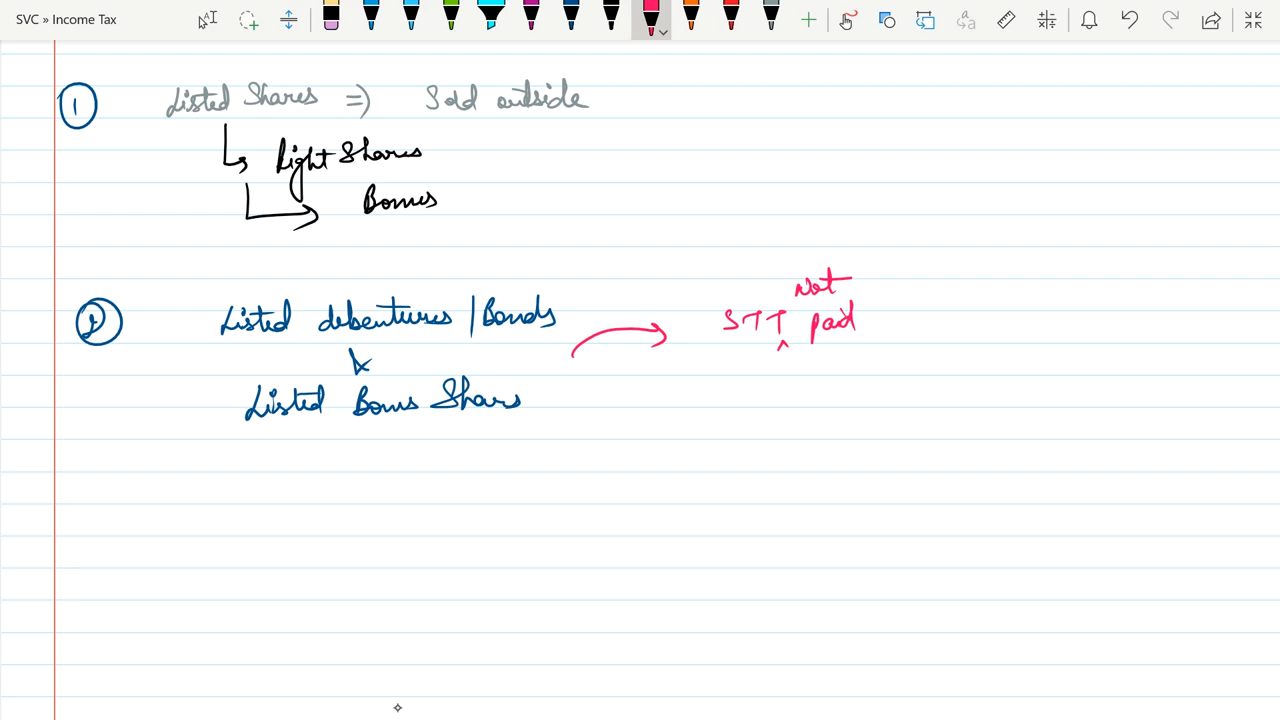 SVC » Income Tax
① Listed Shares => Sold outside
Right Shares
Bonus
② Listed debentures | Bonds
STT not paid
&
Listed Bonus Shares